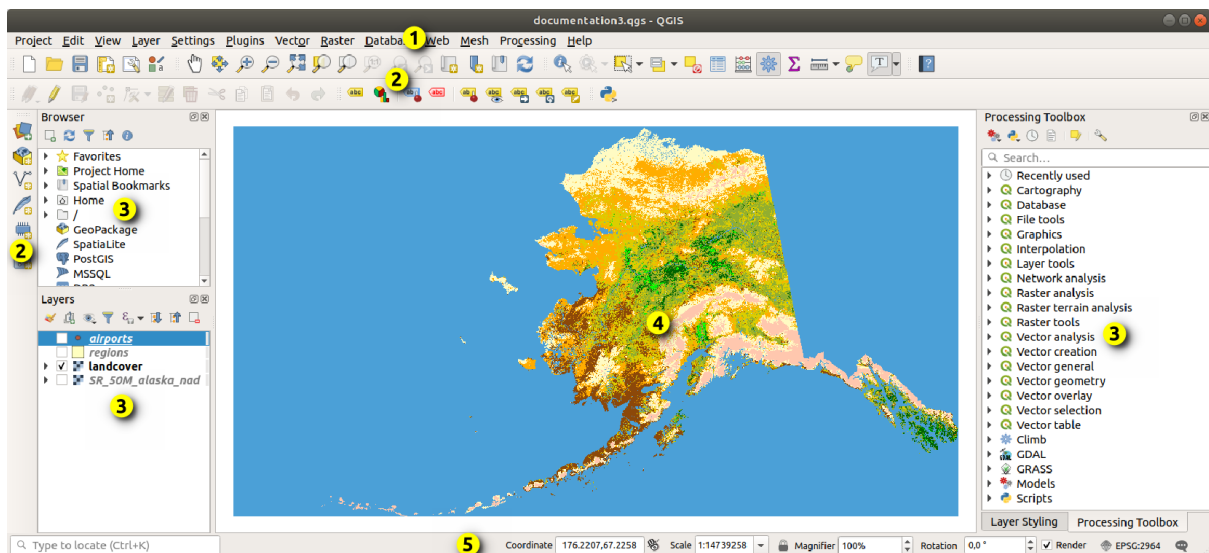 documentation3.qgs - QGIS
Project Edit View Layer Settings Plugins Vector Raster Database Web Mesh Processing Help
1
2
abc abc abc
Browser
Favorites
Project Home
Spatial Bookmarks
Home
/
3
GeoPackage
SpatiaLite
PostGIS
MSSQL
2
Layers
airports
regions
landcover
SR_50M_alaska_nad
3
4
Processing Toolbox
Search...
Recently used
Cartography
Database
File tools
Graphics
Interpolation
Layer tools
Network analysis
Raster analysis
Raster terrain analysis
Raster tools
Vector analysis
3
Vector creation
Vector general
Vector geometry
Vector overlay
Vector selection
Vector table
Climb
GDAL
GRASS
Models
Scripts
Layer Styling Processing Toolbox
Type to locate (Ctrl+K)
5
Coordinate 176.2207,67.2258 Scale 1:14739258 Magnifier 100% Rotation 0,0 ° Render EPSG:2964